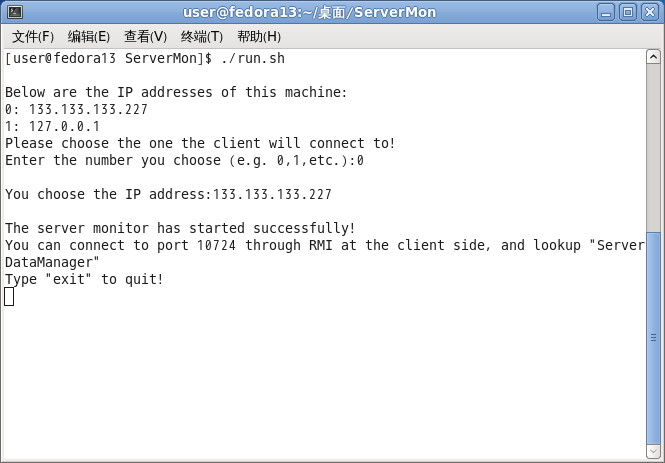 user@fedora13:~/桌面/ServerMon
文件(F) 编辑(E) 查看(V) 终端(T) 帮助(H)
[user@fedora13 ServerMon]$ ./run.sh
Below are the IP addresses of this machine:
0: 133.133.133.227
1: 127.0.0.1
Please choose the one the client will connect to!
Enter the number you choose (e.g. 0,1,etc.):0
You choose the IP address:133.133.133.227
The server monitor has started successfully!
You can connect to port 10724 through RMI at the client side, and lookup "Server
DataManager"
Type "exit" to quit!